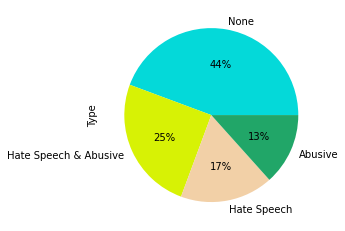 None
44%
Type
25%
13%
Hate Speech & Abusive
Abusive
17%
Hate Speech